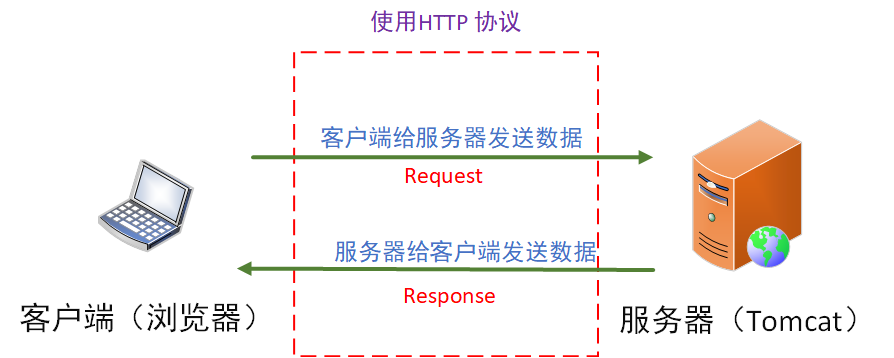 使用HTTP 协议
客户端给服务器发送数据
Request
服务器给客户端发送数据
Response
客户端（浏览器）
服务器（Tomcat）